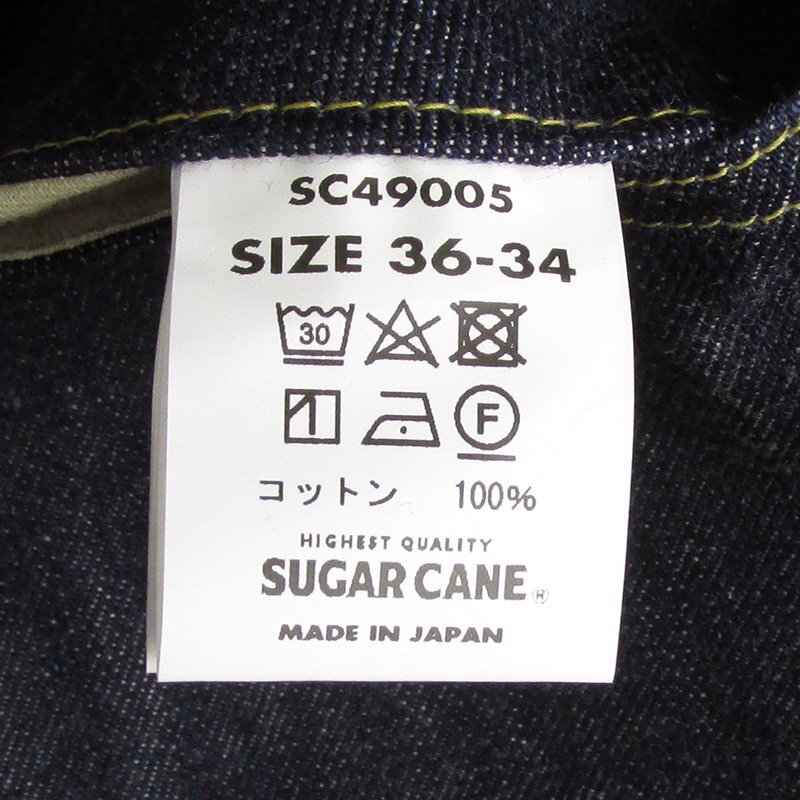 SC49005
SIZE 36-34
30
F
コットン 100%
HIGHEST QUALITY
SUGAR CANE®
MADE IN JAPAN